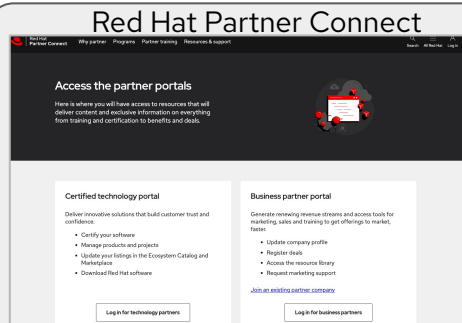 Red Hat Partner Connect
Red Hat
Partner Connect
Why partner Programs Partner training Resources & support
Search All Red Hat Log in
Access the partner portals
Here is where you will have access to resources that will
deliver content and exclusive information on everything
from training and certification to benefits and deals.
Certified technology portal
Deliver innovative solutions that build customer trust and
confidence.
• Certify your software
• Manage products and projects
• Update your listings in the Ecosystem Catalog and
Marketplace
• Download Red Hat software
Log in for technology partners
Business partner portal
Generate renewing revenue streams and access tools for
marketing, sales and training to get offerings to market,
faster.
• Update company profile
• Register deals
• Access the resource library
• Request marketing support
Join an existing partner company
Log in for business partners